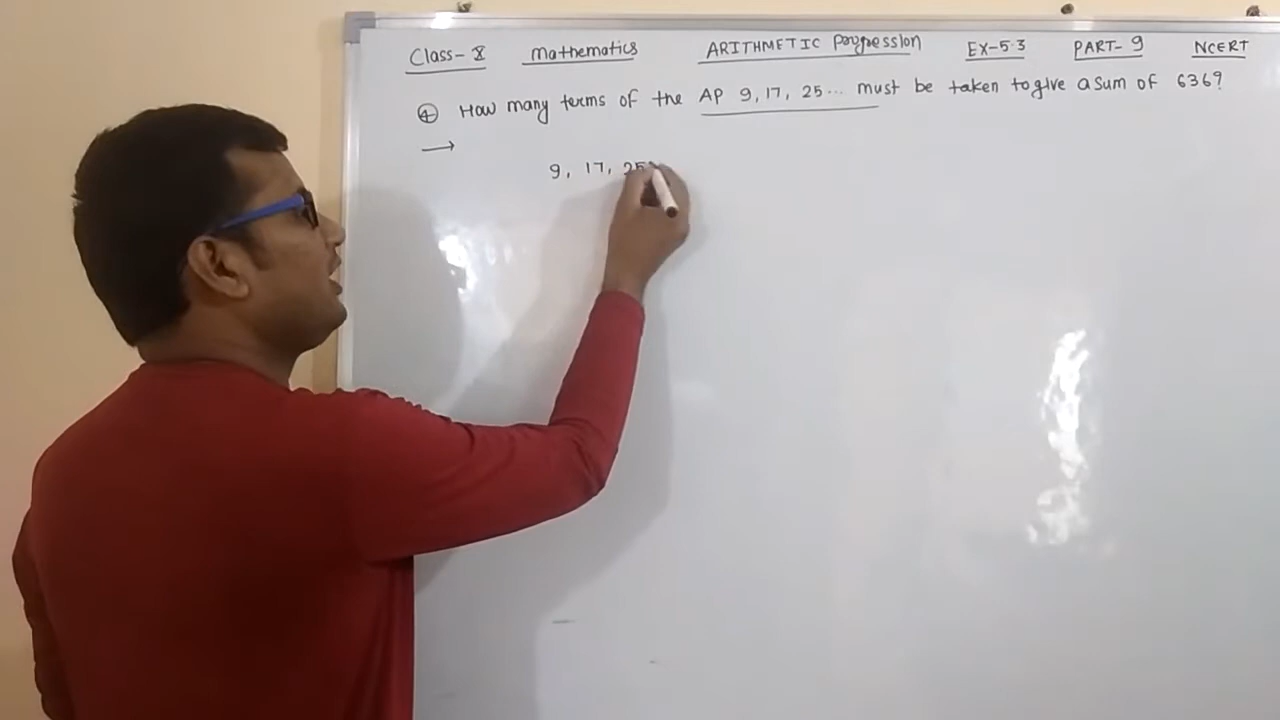 Class-X Mathematics ARITHMETIC Progression EX-5.3 PART-9 NCERT
④ How many terms of the AP 9, 17, 25... must be taken to give a sum of 636?
→
9, 17, 25